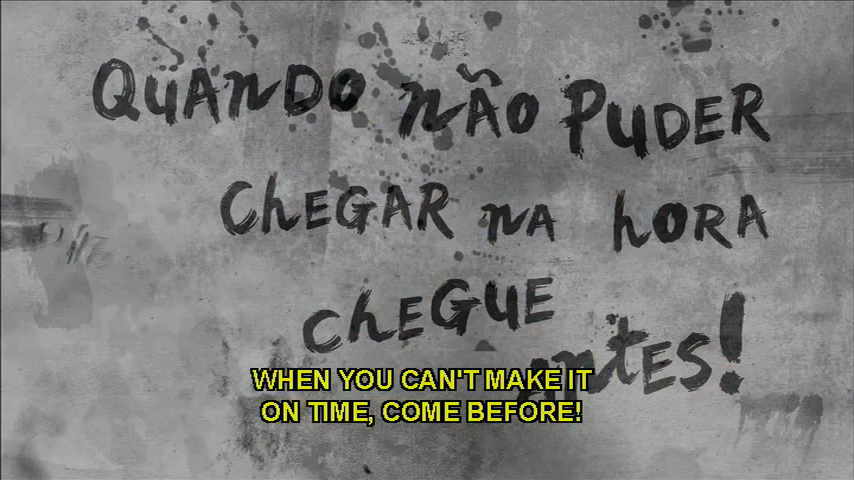 QUANDO NÃO PUDER
CHEGAR NA HORA
CHEGUE
ANTES!
WHEN YOU CAN'T MAKE IT
ON TIME, COME BEFORE!